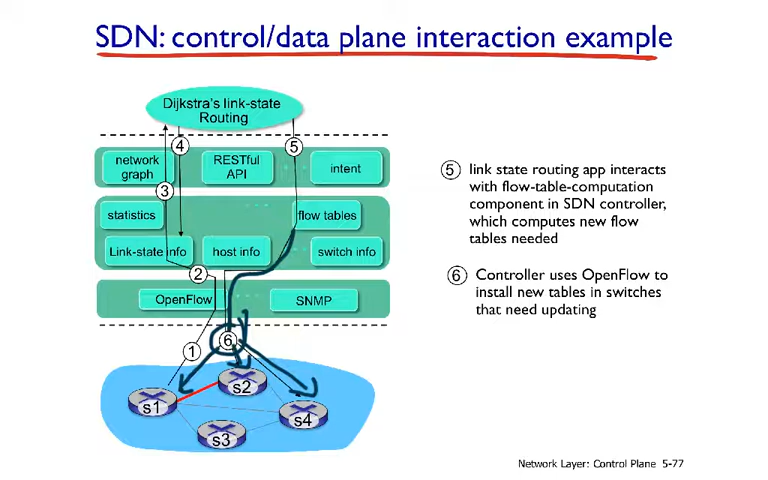 SDN: control/data plane interaction example
Dijkstra's link-state
Routing
4
5
network
graph
RESTful
API
intent
3
statistics
flow tables
Link-state info
host info
switch info
2
OpenFlow
SNMP
1
6
s1
s2
s3
s4
5 link state routing app interacts
with flow-table-computation
component in SDN controller,
which computes new flow
tables needed
6 Controller uses OpenFlow to
install new tables in switches
that need updating
Network Layer: Control Plane 5-77